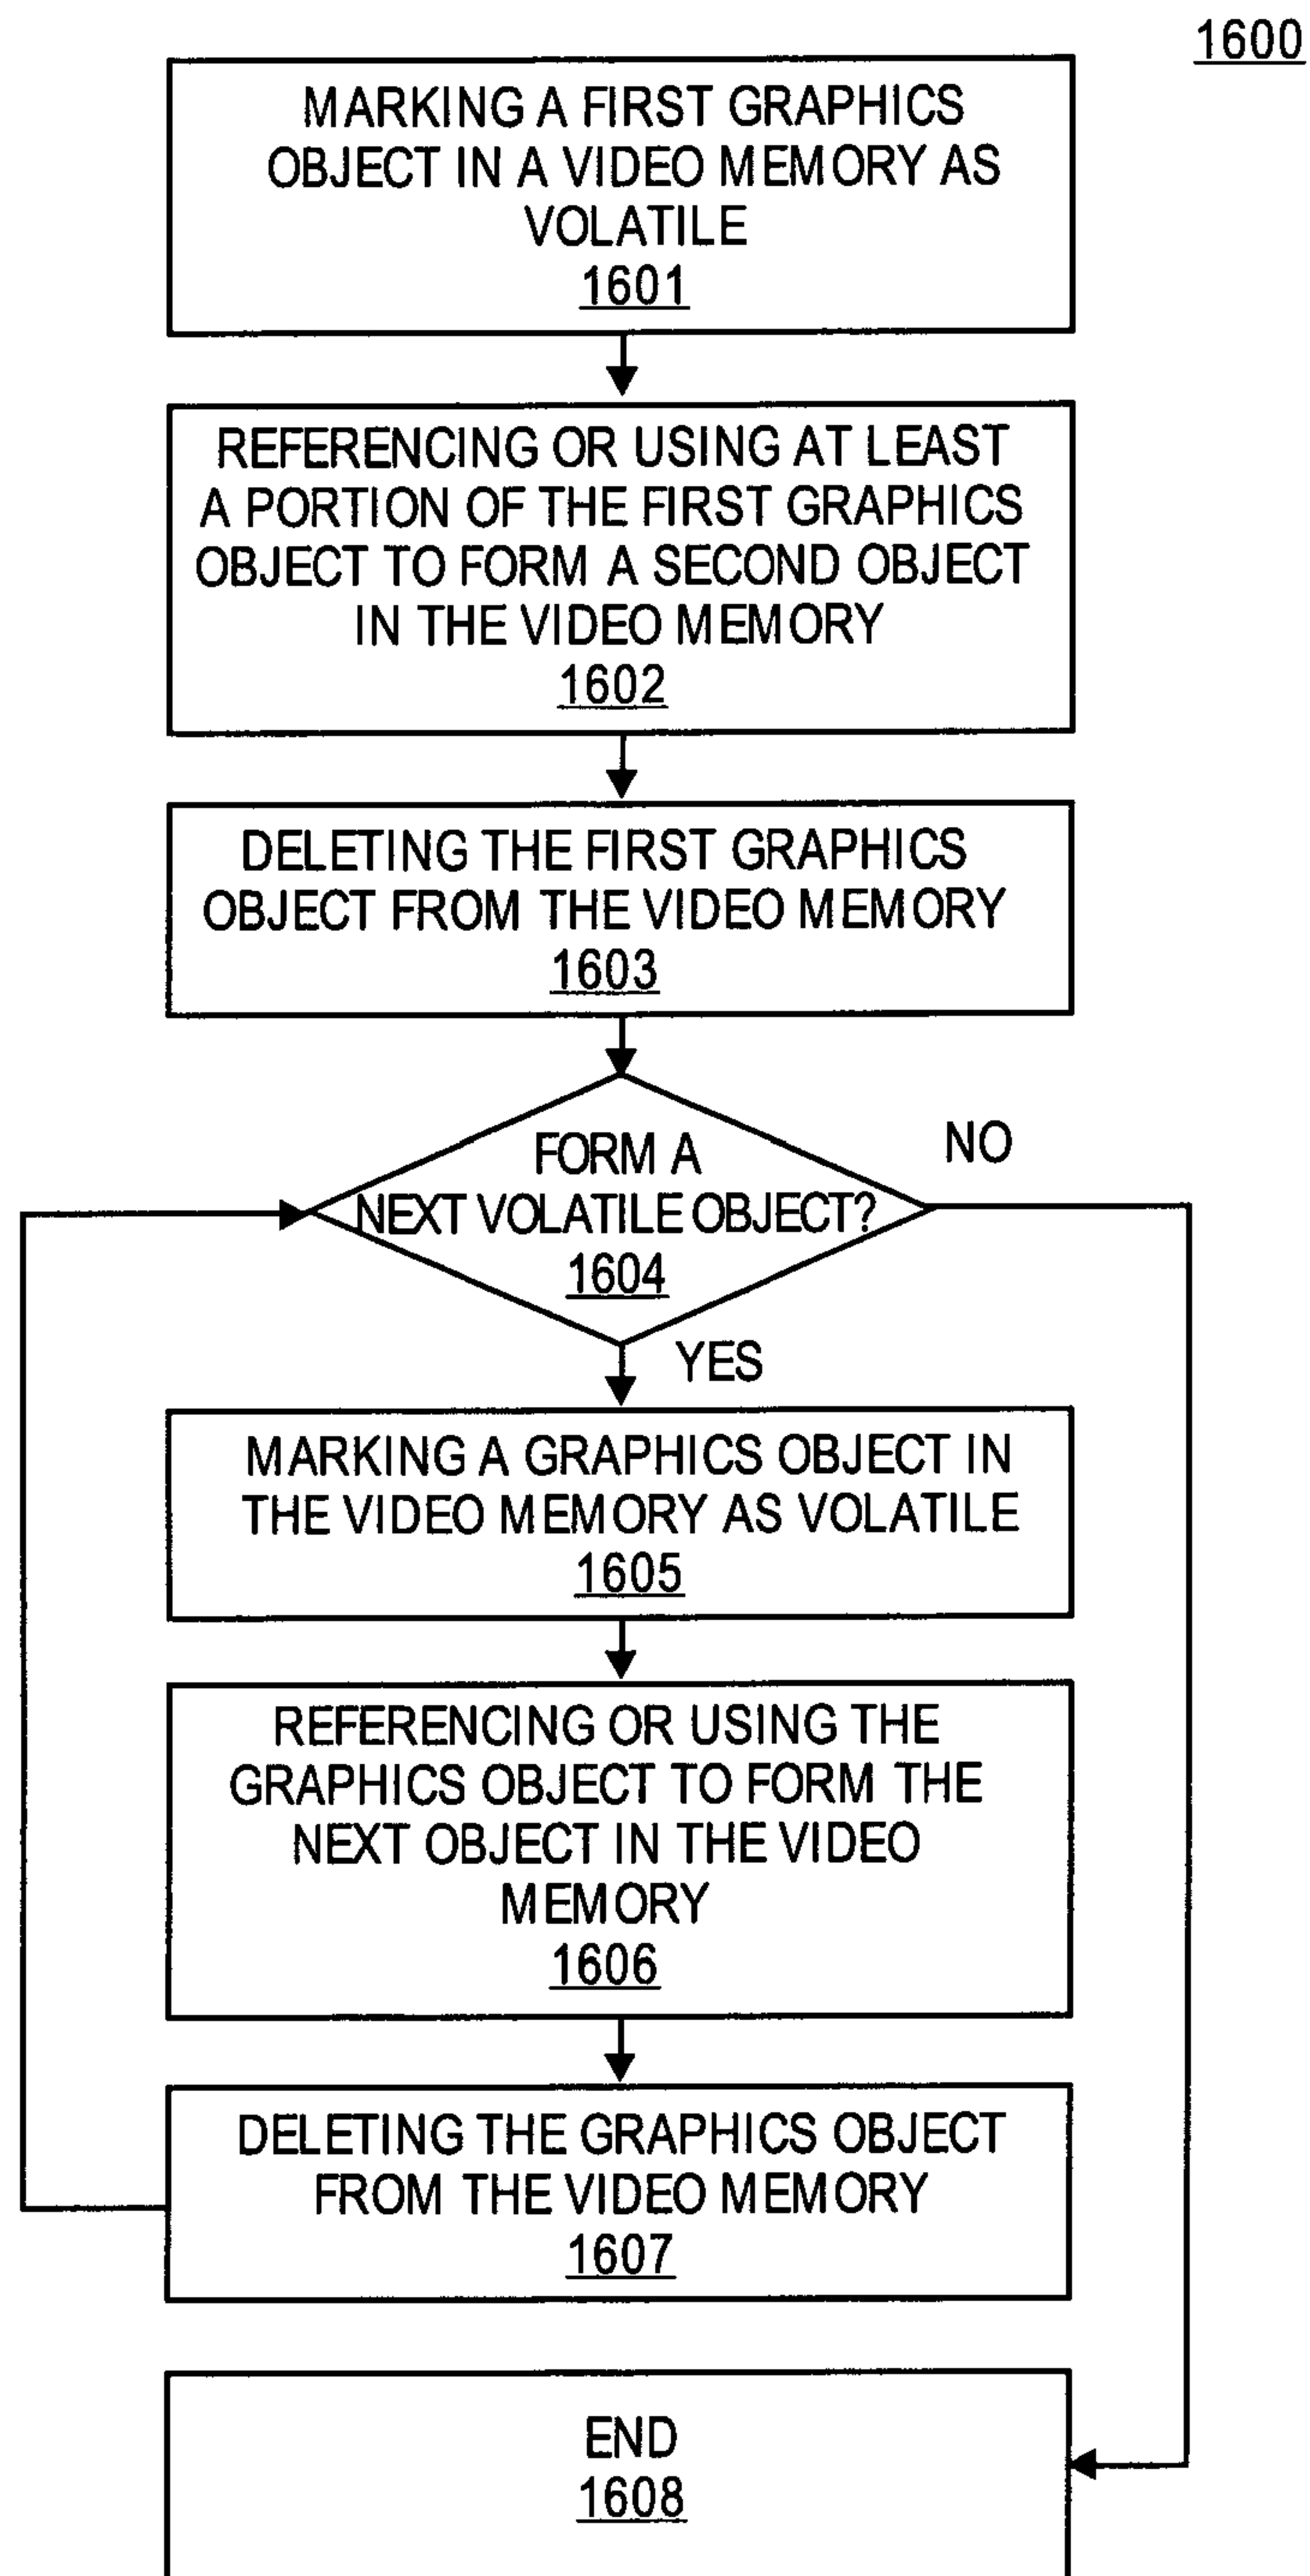 1600
MARKING A FIRST GRAPHICS
OBJECT IN A VIDEO MEMORY AS
VOLATILE
1601
REFERENCING OR USING AT LEAST
A PORTION OF THE FIRST GRAPHICS
OBJECT TO FORM A SECOND OBJECT
IN THE VIDEO MEMORY
1602
DELETING THE FIRST GRAPHICS
OBJECT FROM THE VIDEO MEMORY
1603
FORM A
NEXT VOLATILE OBJECT?
1604
NO
YES
MARKING A GRAPHICS OBJECT IN
THE VIDEO MEMORY AS VOLATILE
1605
REFERENCING OR USING THE
GRAPHICS OBJECT TO FORM THE
NEXT OBJECT IN THE VIDEO
MEMORY
1606
DELETING THE GRAPHICS OBJECT
FROM THE VIDEO MEMORY
1607
END
1608